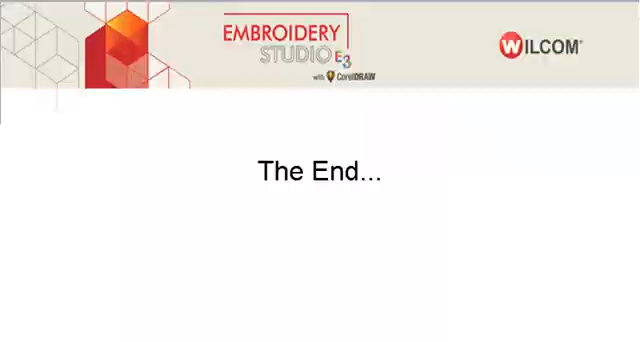 EMBROIDERY
STUDIO E3
with CorelDRAW
WILCOM®
The End...